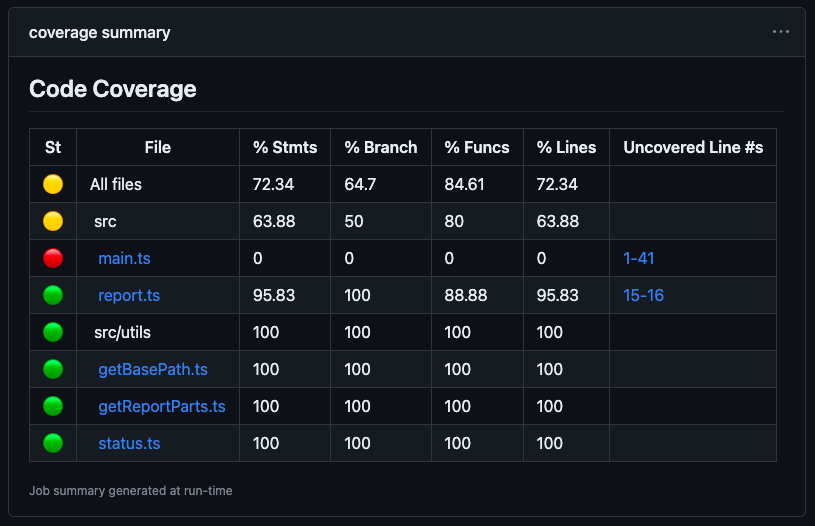 coverage summary ...
Code Coverage
St File % Stmts % Branch % Funcs % Lines Uncovered Line #s
All files 72.34 64.7 84.61 72.34
src 63.88 50 80 63.88
main.ts 0 0 0 0 1-41
report.ts 95.83 100 88.88 95.83 15-16
src/utils 100 100 100 100
getBasePath.ts 100 100 100 100
getReportParts.ts 100 100 100 100
status.ts 100 100 100 100
Job summary generated at run-time